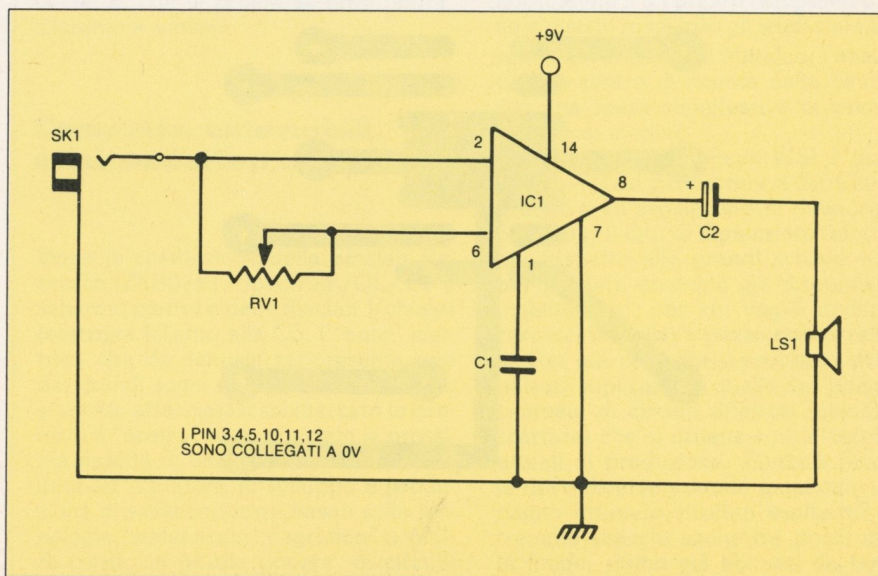 +9V
SK1
2
14
IC1
8
+
C2
6
7
1
RV1
C1
LS1
I PIN 3,4,5,10,11,12
SONO COLLEGATI A 0V